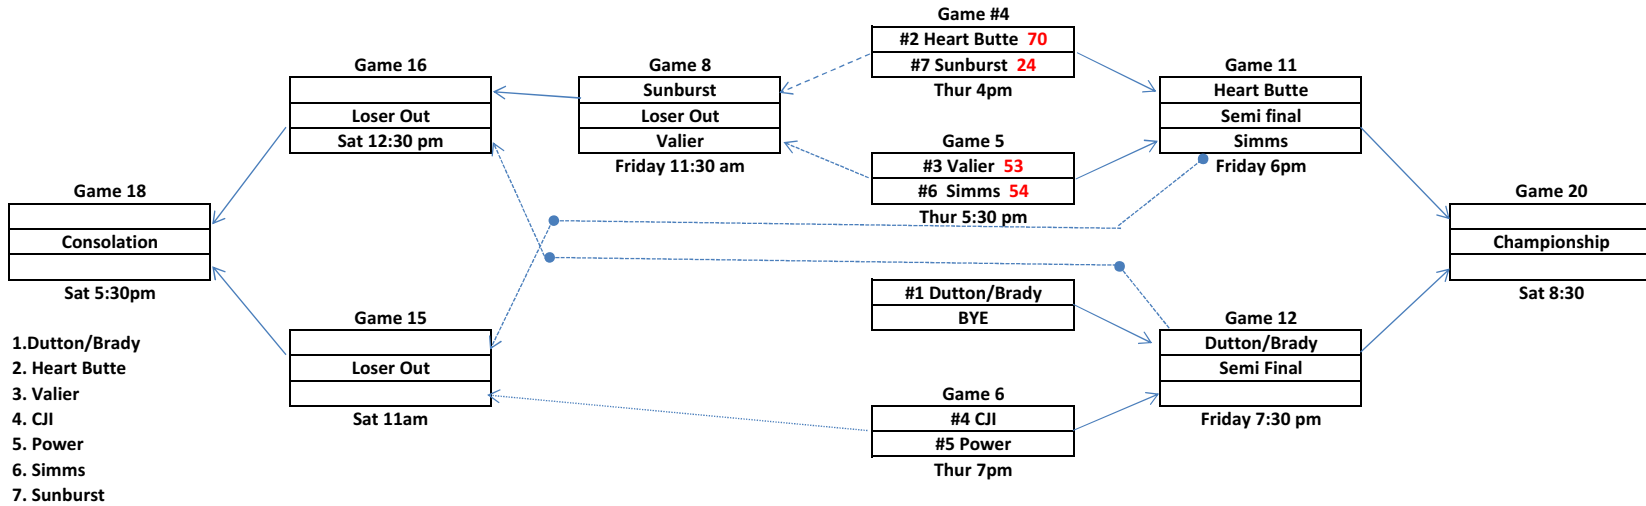 Game #4
#2 Heart Butte 70
#7 Sunburst 24
Thur 4pm
Game 16
Loser Out
Sat 12:30 pm
Game 8
Sunburst
Loser Out
Valier
Friday 11:30 am
Game 11
Heart Butte
Semi final
Simms
Friday 6pm
Game 5
#3 Valier 53
#6 Simms 54
Thur 5:30 pm
Game 18
Consolation
Sat 5:30pm
Game 20
Championship
Sat 8:30
#1 Dutton/Brady
BYE
Game 15
Loser Out
Sat 11am
Game 12
Dutton/Brady
Semi Final
Friday 7:30 pm
Game 6
#4 CJI
#5 Power
Thur 7pm
1.Dutton/Brady
2. Heart Butte
3. Valier
4. CJI
5. Power
6. Simms
7. Sunburst